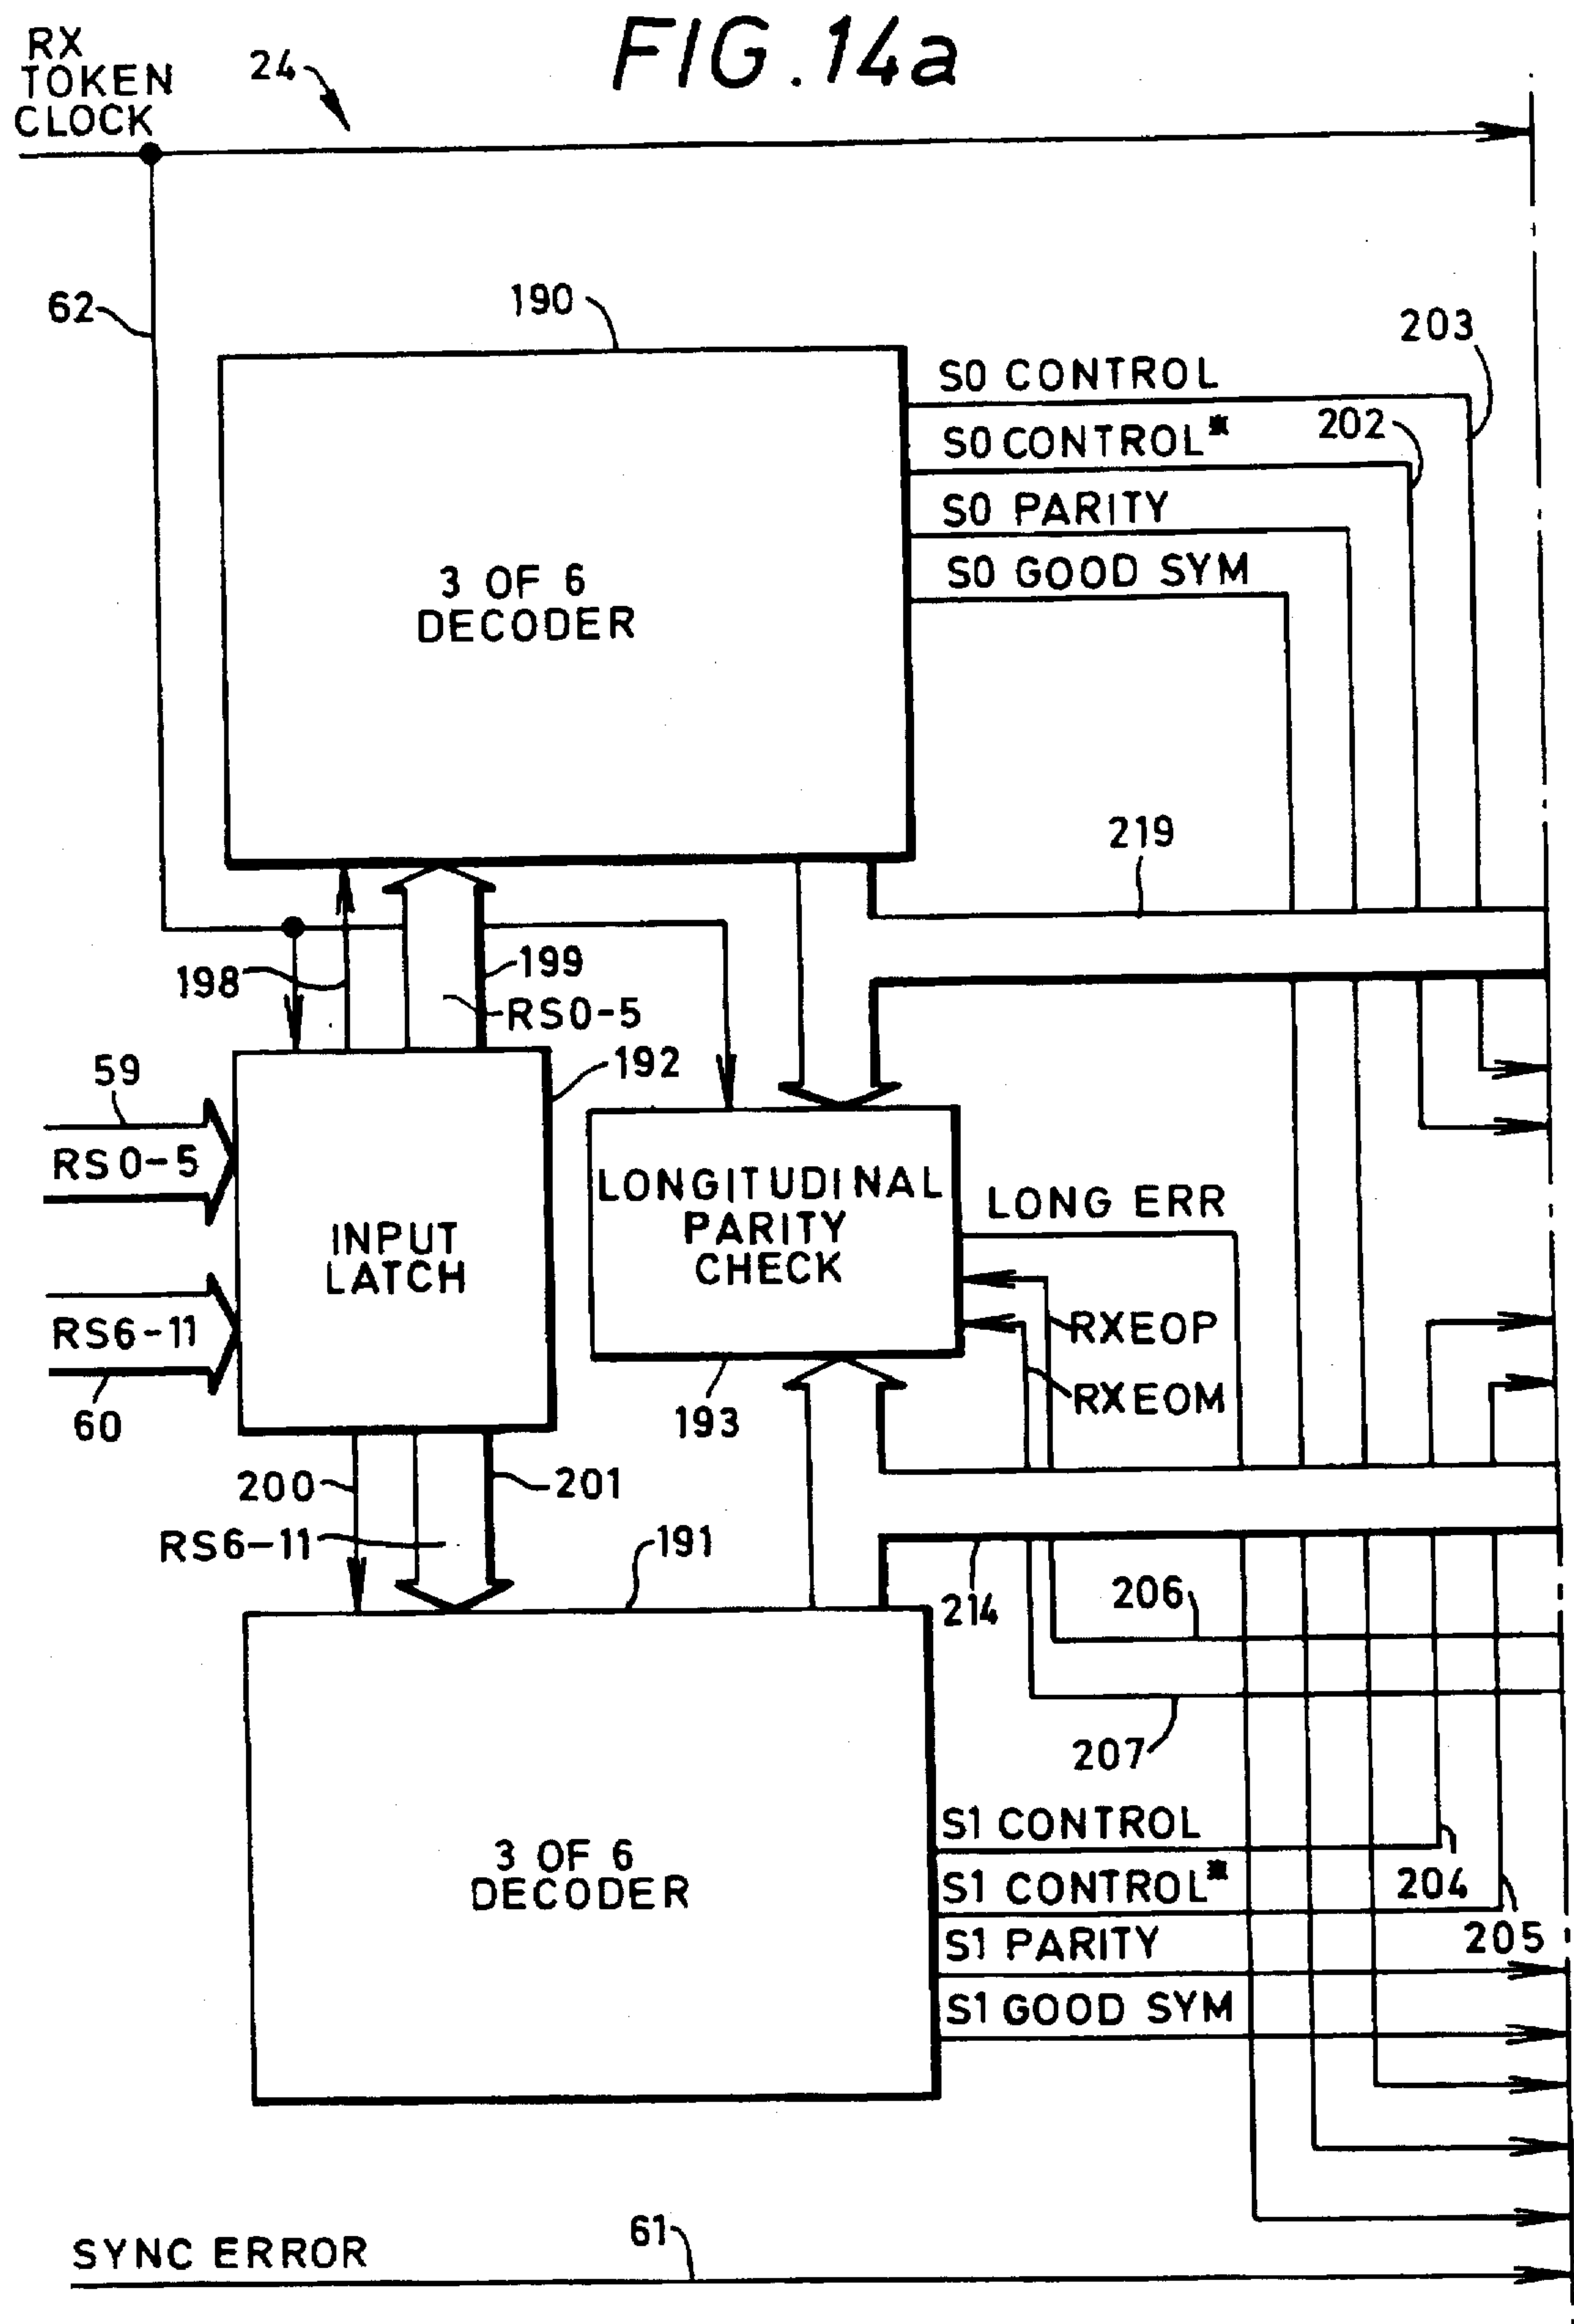 FIG.14a
RX
TOKEN
CLOCK
24
62
190
203
S0 CONTROL
202
S0 CONTROL*
S0 PARITY
S0 GOOD SYM
3 OF 6
DECODER
219
198
199
RS0-5
192
59
RS0-5
INPUT
LATCH
LONGITUDINAL
PARITY
CHECK
LONG ERR
RXEOP
RXEOM
RS6-11
60
193
200
201
RS6-11
191
214
206
207
3 OF 6
DECODER
S1 CONTROL
204
S1 CONTROL*
205
S1 PARITY
S1 GOOD SYM
61
SYNC ERROR